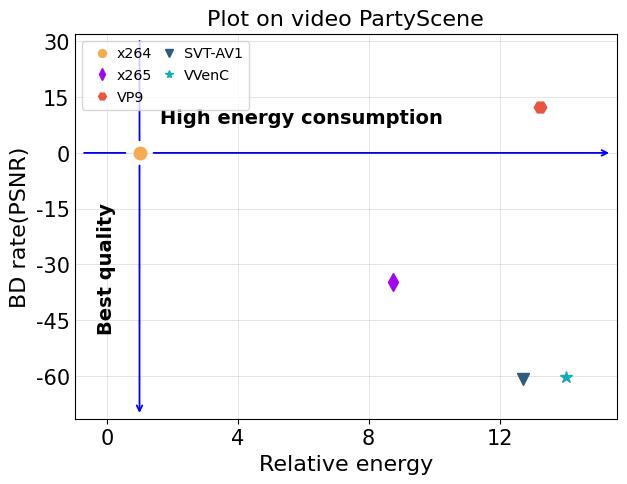 Plot on video PartyScene
x264
x265
VP9
SVT-AV1
VVenC
High energy consumption
Best quality
BD rate(PSNR)
30
15
0
-15
-30
-45
-60
0 4 8 12
Relative energy